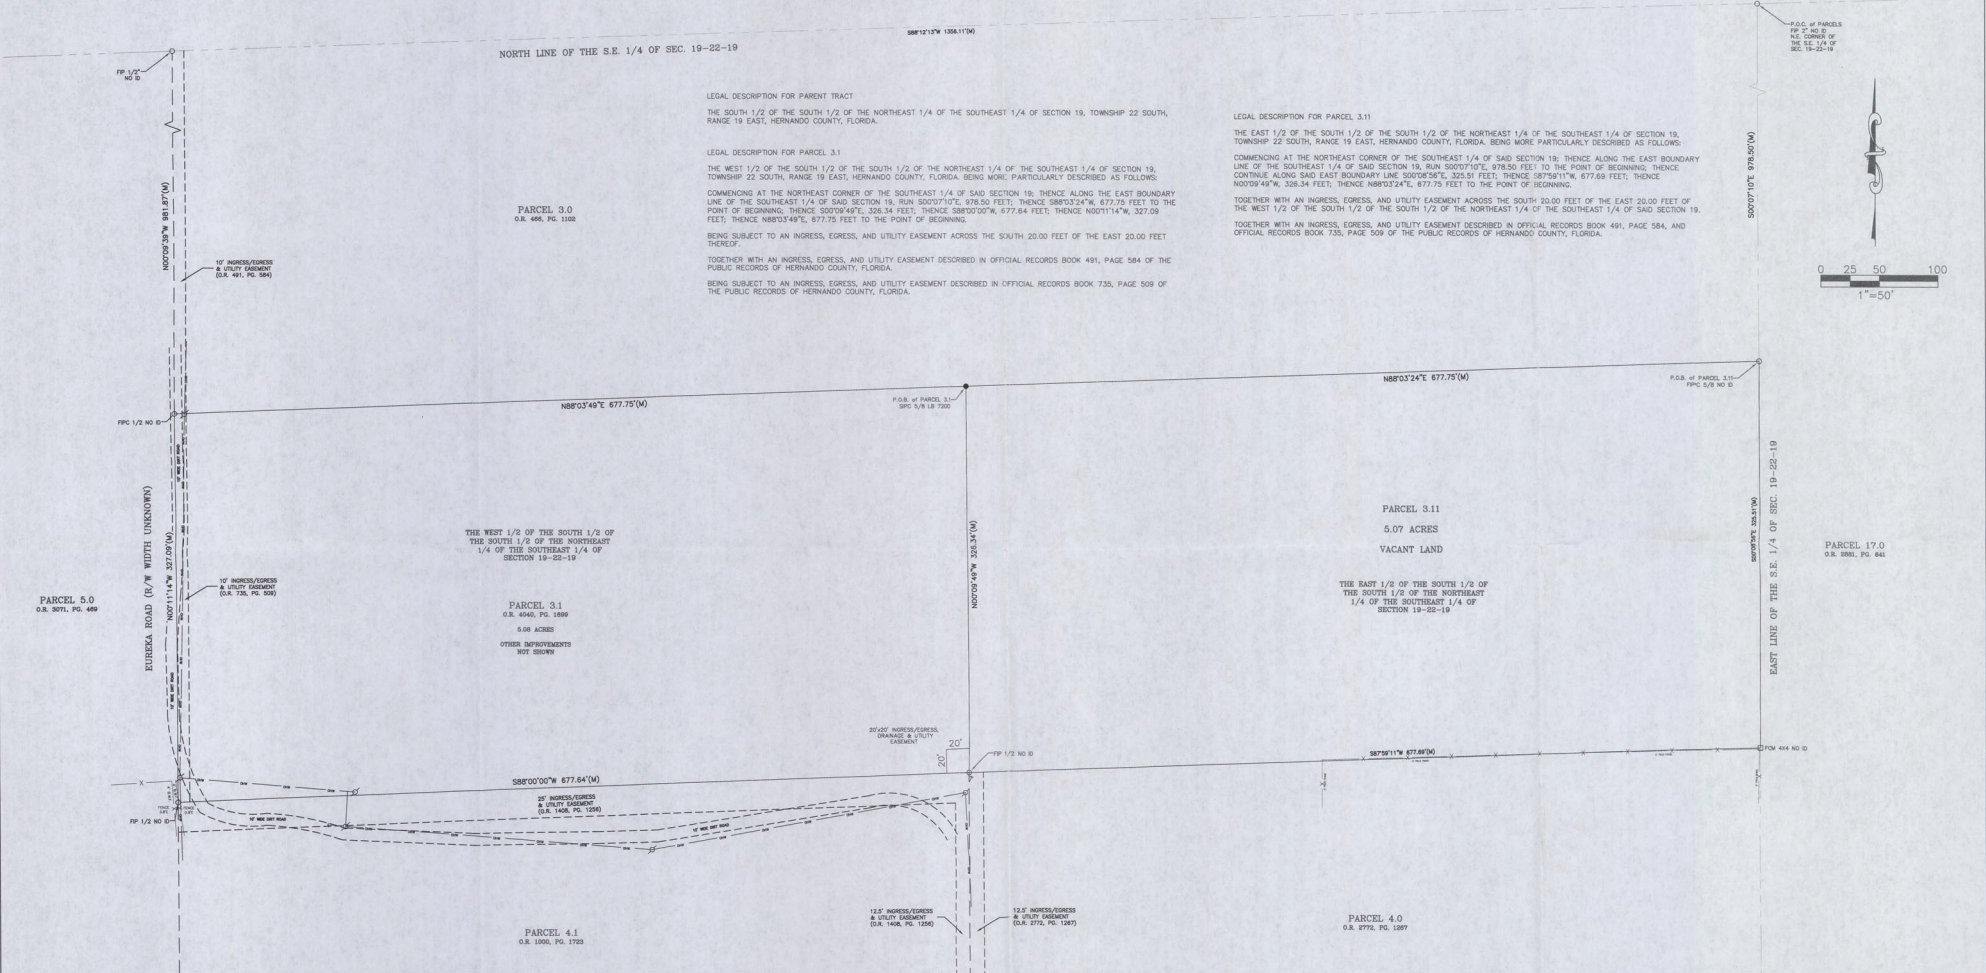 S88°12'13"W 1358.11'(M)
P.O.C. of PARCELS
FIP 2" NO ID
N.E. CORNER OF
THE S.E. 1/4 OF
SEC. 19-22-19
NORTH LINE OF THE S.E. 1/4 OF SEC. 19-22-19
FIP 1/2"
NO ID
LEGAL DESCRIPTION FOR PARENT TRACT
THE SOUTH 1/2 OF THE SOUTH 1/2 OF THE NORTHEAST 1/4 OF THE SOUTHEAST 1/4 OF SECTION 19, TOWNSHIP 22 SOUTH,
RANGE 19 EAST, HERNANDO COUNTY, FLORIDA.
LEGAL DESCRIPTION FOR PARCEL 3.1
THE WEST 1/2 OF THE SOUTH 1/2 OF THE SOUTH 1/2 OF THE NORTHEAST 1/4 OF THE SOUTHEAST 1/4 OF SECTION 19,
TOWNSHIP 22 SOUTH, RANGE 19 EAST, HERNANDO COUNTY, FLORIDA. BEING MORE PARTICULARLY DESCRIBED AS FOLLOWS:
COMMENCING AT THE NORTHEAST CORNER OF THE SOUTHEAST 1/4 OF SAID SECTION 19; THENCE ALONG THE EAST BOUNDARY
LINE OF THE SOUTHEAST 1/4 OF SAID SECTION 19, RUN S00°07'10"E, 978.50 FEET; THENCE S88°03'24"W, 677.75 FEET TO THE
POINT OF BEGINNING; THENCE S00°09'49"E, 326.34 FEET; THENCE S88°00'00"W, 677.64 FEET; THENCE N00°11'14"W, 327.09
FEET; THENCE N88°03'49"E, 677.75 FEET TO THE POINT OF BEGINNING.
BEING SUBJECT TO AN INGRESS, EGRESS, AND UTILITY EASEMENT ACROSS THE SOUTH 20.00 FEET OF THE EAST 20.00 FEET
THEREOF.
TOGETHER WITH AN INGRESS, EGRESS, AND UTILITY EASEMENT DESCRIBED IN OFFICIAL RECORDS BOOK 491, PAGE 584 OF THE
PUBLIC RECORDS OF HERNANDO COUNTY, FLORIDA.
BEING SUBJECT TO AN INGRESS, EGRESS, AND UTILITY EASEMENT DESCRIBED IN OFFICIAL RECORDS BOOK 735, PAGE 509 OF
THE PUBLIC RECORDS OF HERNANDO COUNTY, FLORIDA.
LEGAL DESCRIPTION FOR PARCEL 3.11
THE EAST 1/2 OF THE SOUTH 1/2 OF THE SOUTH 1/2 OF THE NORTHEAST 1/4 OF THE SOUTHEAST 1/4 OF SECTION 19,
TOWNSHIP 22 SOUTH, RANGE 19 EAST, HERNANDO COUNTY, FLORIDA. BEING MORE PARTICULARLY DESCRIBED AS FOLLOWS:
COMMENCING AT THE NORTHEAST CORNER OF THE SOUTHEAST 1/4 OF SAID SECTION 19; THENCE ALONG THE EAST BOUNDARY
LINE OF THE SOUTHEAST 1/4 OF SAID SECTION 19, RUN S00°07'10"E, 978.50 FEET TO THE POINT OF BEGINNING; THENCE
CONTINUE ALONG SAID EAST BOUNDARY LINE S00°08'56"E, 325.51 FEET; THENCE S87°59'11"W, 677.69 FEET; THENCE
N00°09'49"W, 326.34 FEET; THENCE N88°03'24"E, 677.75 FEET TO THE POINT OF BEGINNING.
TOGETHER WITH AN INGRESS, EGRESS, AND UTILITY EASEMENT ACROSS THE SOUTH 20.00 FEET OF THE EAST 20.00 FEET OF
THE WEST 1/2 OF THE SOUTH 1/2 OF THE SOUTH 1/2 OF THE NORTHEAST 1/4 OF THE SOUTHEAST 1/4 OF SAID SECTION 19.
TOGETHER WITH AN INGRESS, EGRESS, AND UTILITY EASEMENT DESCRIBED IN OFFICIAL RECORDS BOOK 491, PAGE 584, AND
OFFICIAL RECORDS BOOK 735, PAGE 509 OF THE PUBLIC RECORDS OF HERNANDO COUNTY, FLORIDA.
N00°09'39"W 981.87'(M)
PARCEL 3.0
O.R. 466, PG. 1102
S00°07'10"E 978.50'(M)
10' INGRESS/EGRESS
& UTILITY EASEMENT
(O.R. 491, PG. 584)
0 25 50 100
1"=50'
N88°03'49"E 677.75'(M)
P.O.B. of PARCEL 3.1
SIPC 5/8 LB 7205
N88°03'24"E 677.75'(M)
P.O.B. of PARCEL 3.11
FIPC 5/8 NO ID
FIPC 1/2 NO ID
10' WIDE DIRT ROAD
EUREKA ROAD (R/W WIDTH UNKNOWN)
N00°11'14"W 327.09'(M)
10' INGRESS/EGRESS
& UTILITY EASEMENT
(O.R. 735, PG. 509)
PARCEL 5.0
O.R. 3071, PG. 469
THE WEST 1/2 OF THE SOUTH 1/2 OF
THE SOUTH 1/2 OF THE NORTHEAST
1/4 OF THE SOUTHEAST 1/4 OF
SECTION 19-22-19
PARCEL 3.1
O.R. 4040, PG. 1699
5.08 ACRES
OTHER IMPROVEMENTS
NOT SHOWN
N00°09'49"W 326.34'(M)
PARCEL 3.11
5.07 ACRES
VACANT LAND
THE EAST 1/2 OF THE SOUTH 1/2 OF
THE SOUTH 1/2 OF THE NORTHEAST
1/4 OF THE SOUTHEAST 1/4 OF
SECTION 19-22-19
S00°08'56"E 325.51'(M)
EAST LINE OF THE S.E. 1/4 OF SEC. 19-22-19
PARCEL 17.0
O.R. 2881, PG. 641
10' WIDE DIRT ROAD
20'x20' INGRESS/EGRESS,
DRAINAGE & UTILITY
EASEMENT
20'
20'
FIP 1/2 NO ID
S87°59'11"W 677.69'(M)
FCM 4X4 NO ID
S88°00'00"W 677.64'(M)
25' INGRESS/EGRESS
& UTILITY EASEMENT
(O.R. 1408, PG. 1256)
FIP 1/2 NO ID
10' WIDE DIRT ROAD
10' WIDE DIRT ROAD
12.5' INGRESS/EGRESS
& UTILITY EASEMENT
(O.R. 1408, PG. 1256)
12.5' INGRESS/EGRESS
& UTILITY EASEMENT
(O.R. 2772, PG. 1267)
PARCEL 4.1
O.R. 1000, PG. 1723
PARCEL 4.0
O.R. 2772, PG. 1267